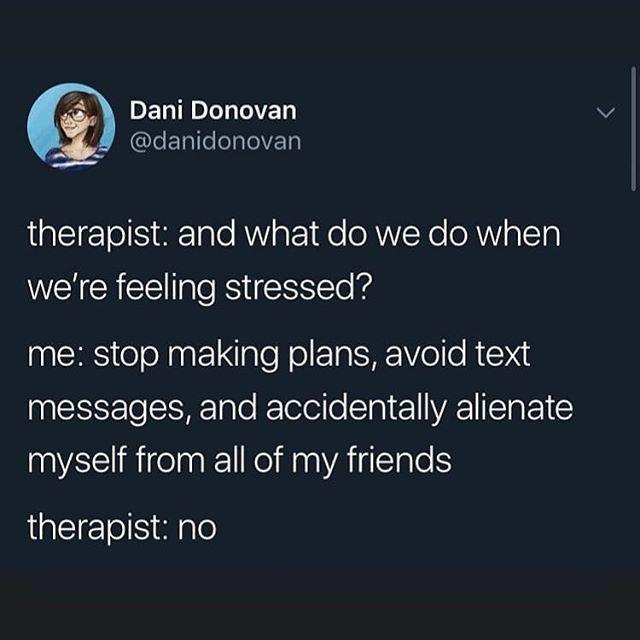 Dani Donovan
@danidonovan
therapist: and what do we do when
we're feeling stressed?
me: stop making plans, avoid text
messages, and accidentally alienate
myself from all of my friends
therapist: no